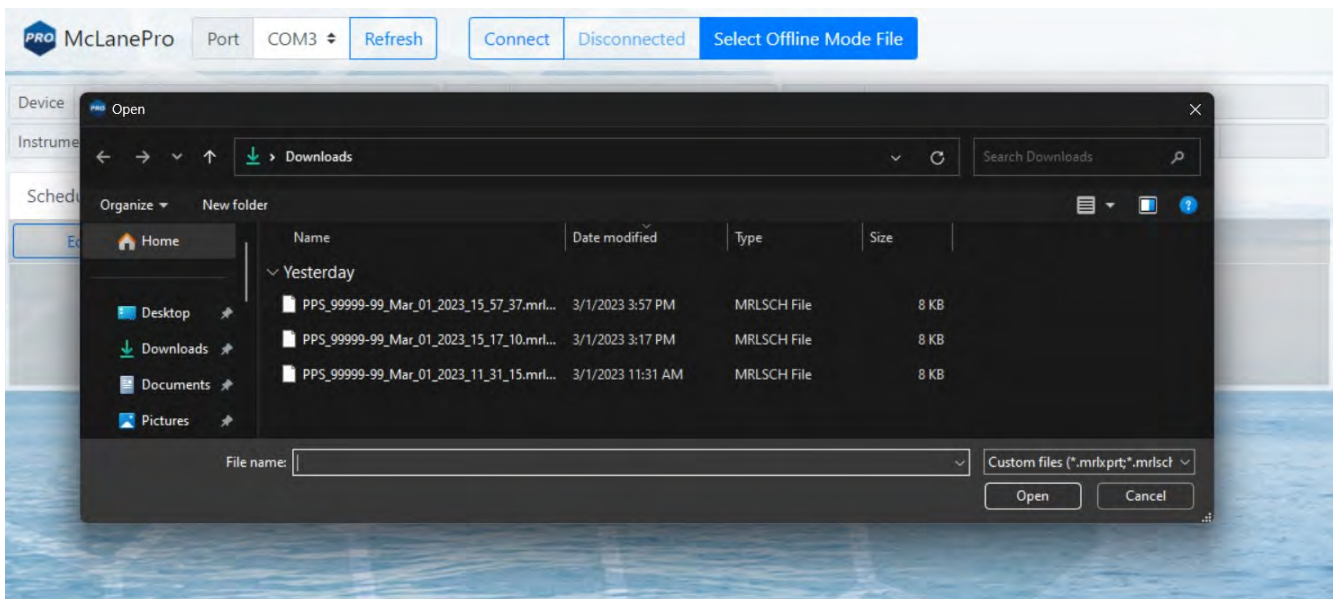 PRO McLanePro Port COM3 Refresh Connect Disconnected Select Offline Mode File
Device
PRO Open
Instrume
Downloads
Search Downloads
Schedu
Organize New folder
Ed
Home
Name Date modified Type Size
Yesterday
PPS_99999-99_Mar_01_2023_15_57_37.mrl... 3/1/2023 3:57 PM MRLSCH File 8 KB
Desktop
PPS_99999-99_Mar_01_2023_15_17_10.mrl... 3/1/2023 3:17 PM MRLSCH File 8 KB
Downloads
PPS_99999-99_Mar_01_2023_11_31_15.mrl... 3/1/2023 11:31 AM MRLSCH File 8 KB
Documents
Pictures
File name: Custom files (*.mrlxprt;*.mrlsch
Open Cancel